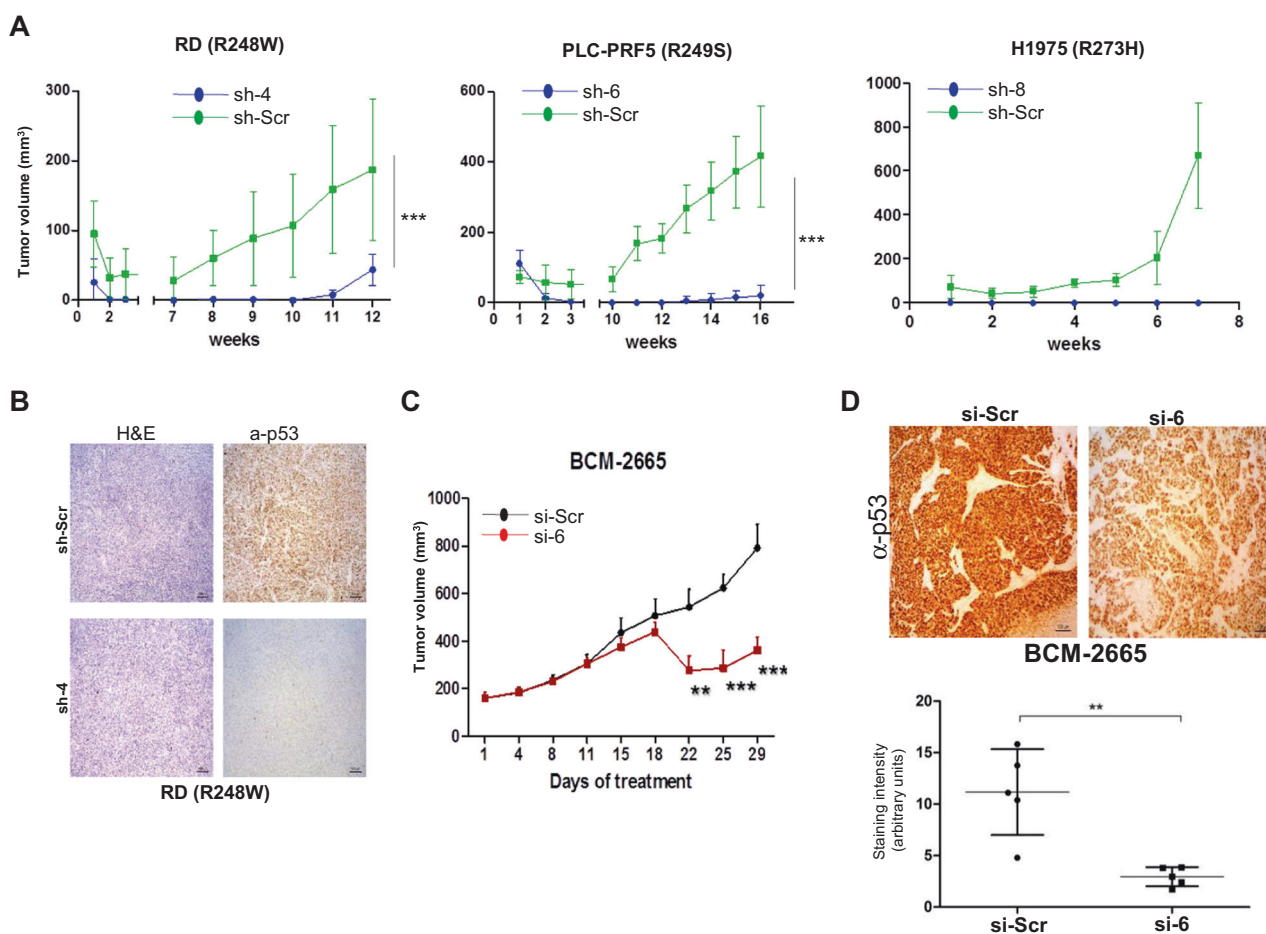 A
RD (R248W)
sh-4
sh-Scr
Tumor volume (mm³)
300
200
100
0
2
7
8
9
10
11
12
weeks
***
PLC-PRF5 (R249S)
sh-6
sh-Scr
600
400
200
0
1
2
3
10
12
14
16
weeks
***
H1975 (R273H)
sh-8
sh-Scr
1000
800
600
400
200
0
0
2
4
6
8
weeks
B
H&E
a-p53
sh-Scr
sh-4
RD (R248W)
C
BCM-2665
si-Scr
si-6
Tumor volume (mm³)
1000
800
600
400
200
0
**
***
***
1
4
8
11
15
18
22
25
29
Days of treatment
D
si-Scr
si-6
α-p53
BCM-2665
Staining intensity
(arbitrary units)
20
15
10
5
0
**
si-Scr
si-6